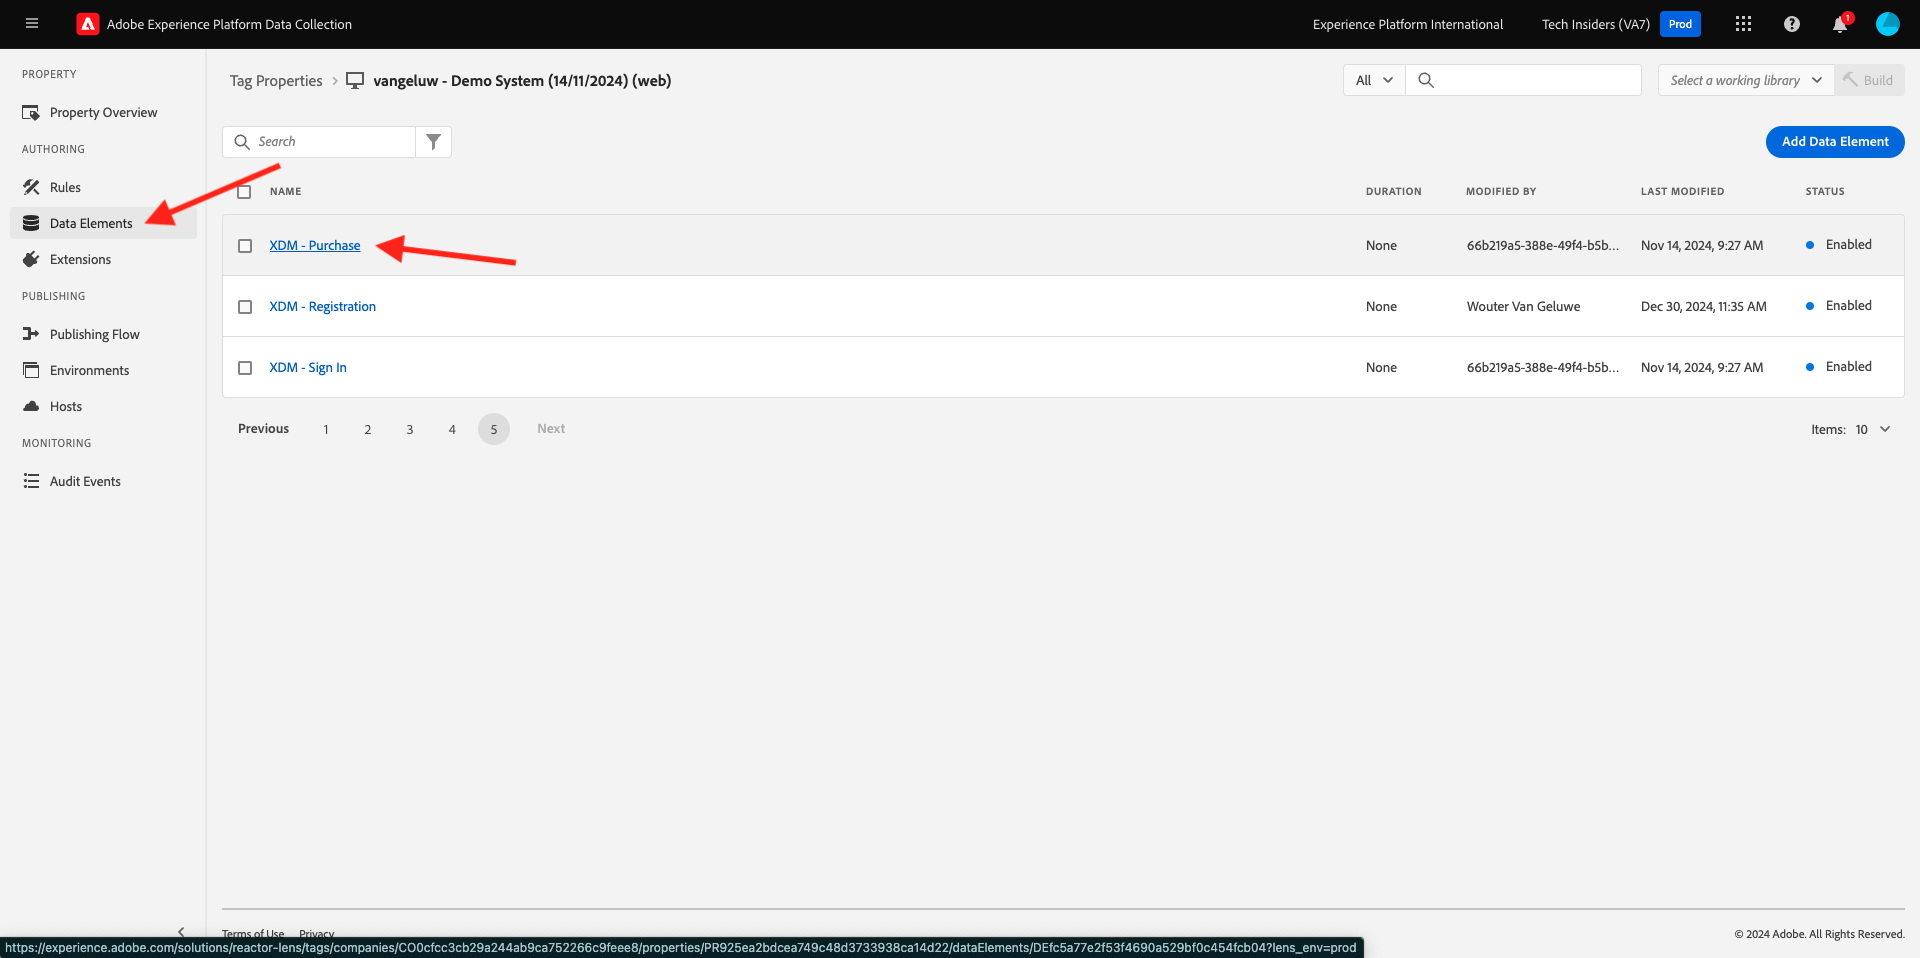 Adobe Experience Platform Data Collection
Experience Platform International
Tech Insiders (VA7)
Prod
1
PROPERTY
Property Overview
AUTHORING
Rules
Data Elements
Extensions
PUBLISHING
Publishing Flow
Environments
Hosts
MONITORING
Audit Events
Tag Properties > vangeluw - Demo System (14/11/2024) (web)
All
Select a working library
Build
Search
Add Data Element
NAME DURATION MODIFIED BY LAST MODIFIED STATUS
XDM - Purchase None 66b219a5-388e-49f4-b5b... Nov 14, 2024, 9:27 AM Enabled
XDM - Registration None Wouter Van Geluwe Dec 30, 2024, 11:35 AM Enabled
XDM - Sign In None 66b219a5-388e-49f4-b5b... Nov 14, 2024, 9:27 AM Enabled
Previous 1 2 3 4 5 Next
Items: 10
Terms of Use Privacy
© 2024 Adobe. All Rights Reserved.
https://experience.adobe.com/solutions/reactor-lens/tags/companies/CO0cfcc3cb29a244ab9ca752266c9feee8/properties/PR925ea2bdcea749c48d3733938ca14d22/dataElements/DEfc5a77e2f53f4690a529bf0c454fcb04?lens_env=prod